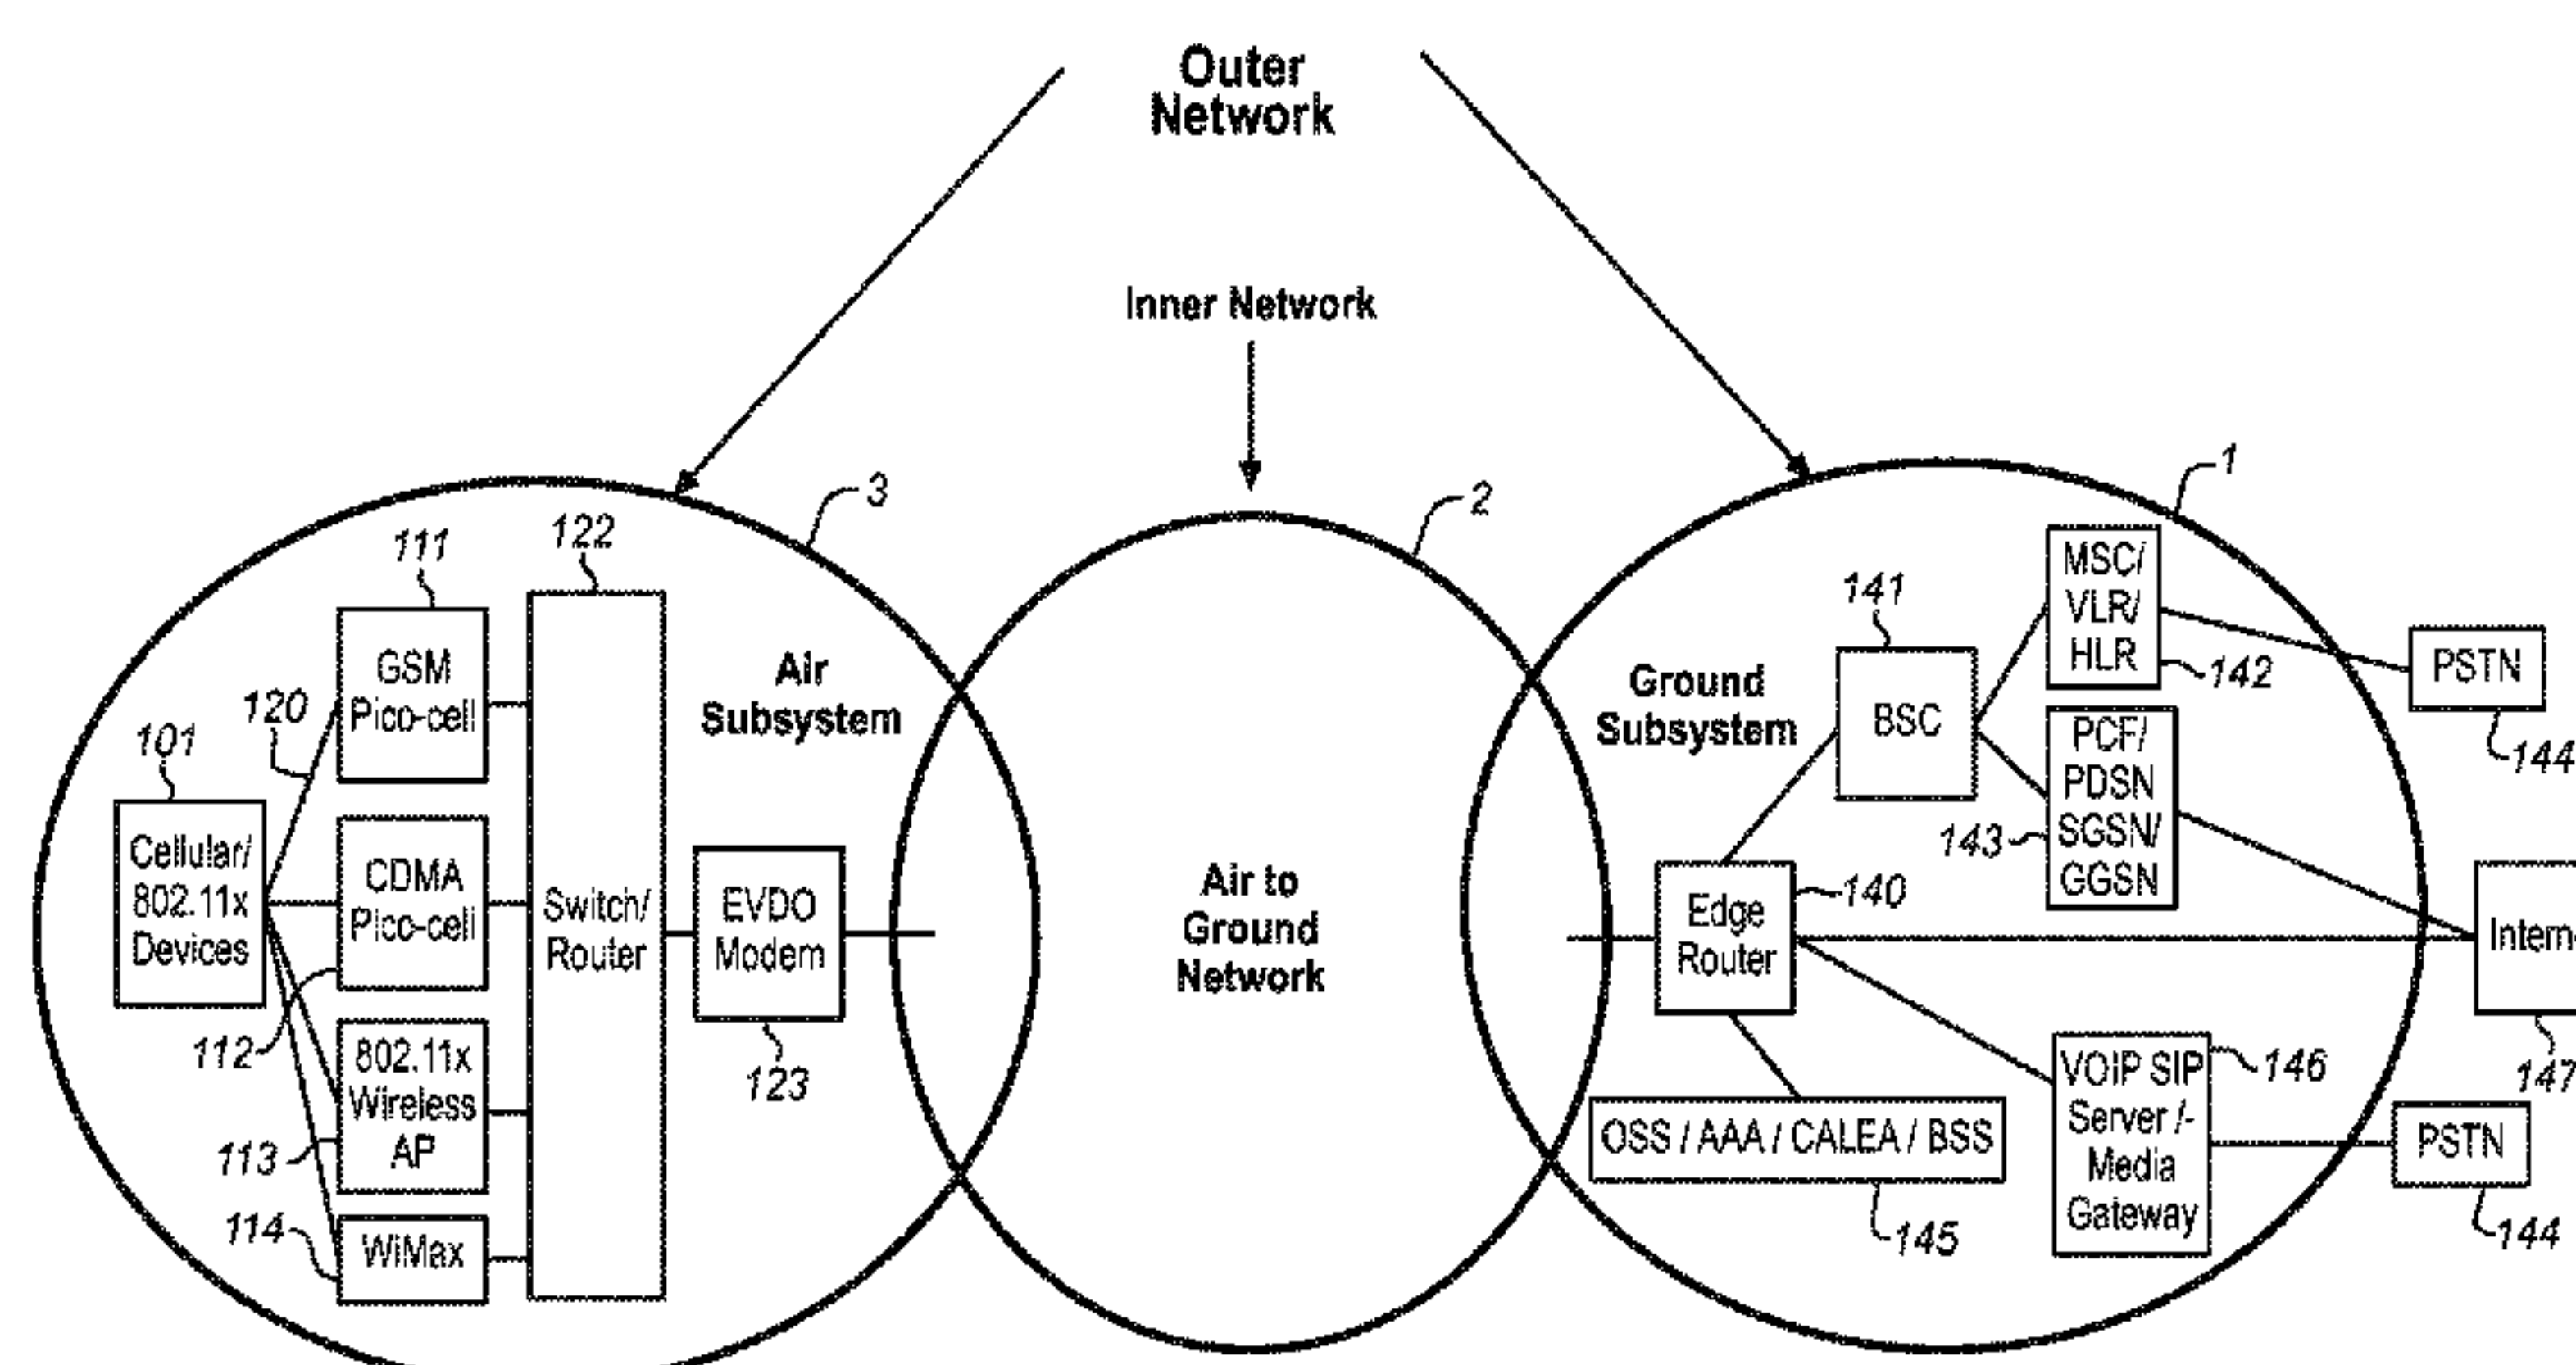 Outer
Network
Inner Network
3
2
1
111
122
GSM
Pico-cell
120
101
Cellular/
802.11x
Devices
CDMA
Pico-cell
112
802.11x
Wireless
AP
113
114
WiMax
Switch/
Router
Air
Subsystem
EVDO
Modem
123
Air to
Ground
Network
Ground
Subsystem
141
BSC
MSC/
VLR/
HLR
142
PSTN
144
PCF/
PDSN
SGSN/
GGSN
143
Edge
Router
140
Intern
147
OSS / AAA / CALEA / BSS
145
VOIP SIP
Server /-
Media
Gateway
146
PSTN
144